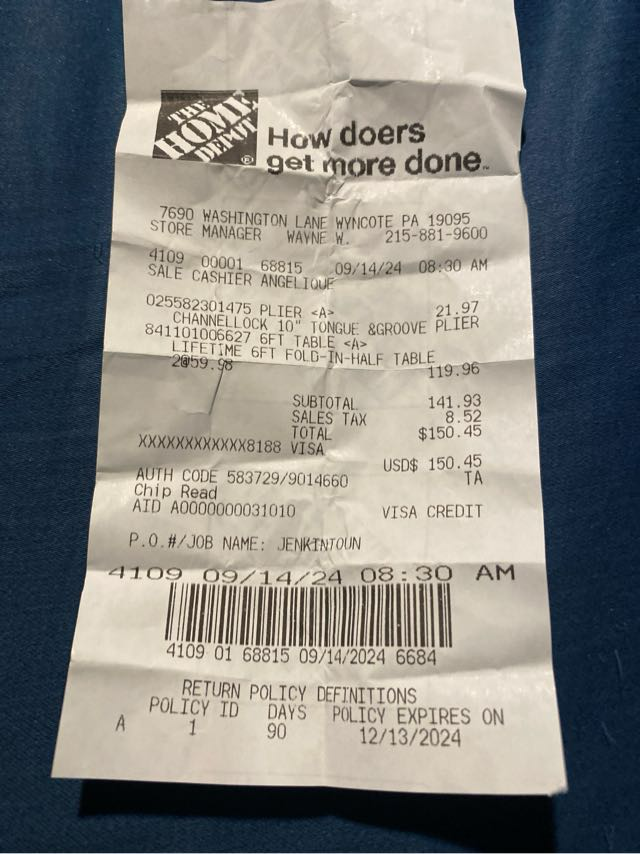 THE
HOME
DEPOT®
How doers
get more done™
7690 WASHINGTON LANE WYNCOTE PA 19095
STORE MANAGER WAYNE W. 215-881-9600
4109 00001 68815 09/14/24 08:30 AM
SALE CASHIER ANGELIQUE
025582301475 PLIER <A> 21.97
CHANNELLOCK 10" TONGUE &GROOVE PLIER
841101006627 6FT TABLE <A>
LIFETIME 6FT FOLD-IN-HALF TABLE
2@59.98 119.96
SUBTOTAL 141.93
SALES TAX 8.52
TOTAL $150.45
XXXXXXXXXXXX8188 VISA
USD$ 150.45
AUTH CODE 583729/9014660 TA
Chip Read
AID A0000000031010 VISA CREDIT
P.O.#/JOB NAME: JENKINTOUN
4109 09/14/24 08:30 AM
4109 01 68815 09/14/2024 6684
RETURN POLICY DEFINITIONS
POLICY ID DAYS POLICY EXPIRES ON
A 1 90 12/13/2024